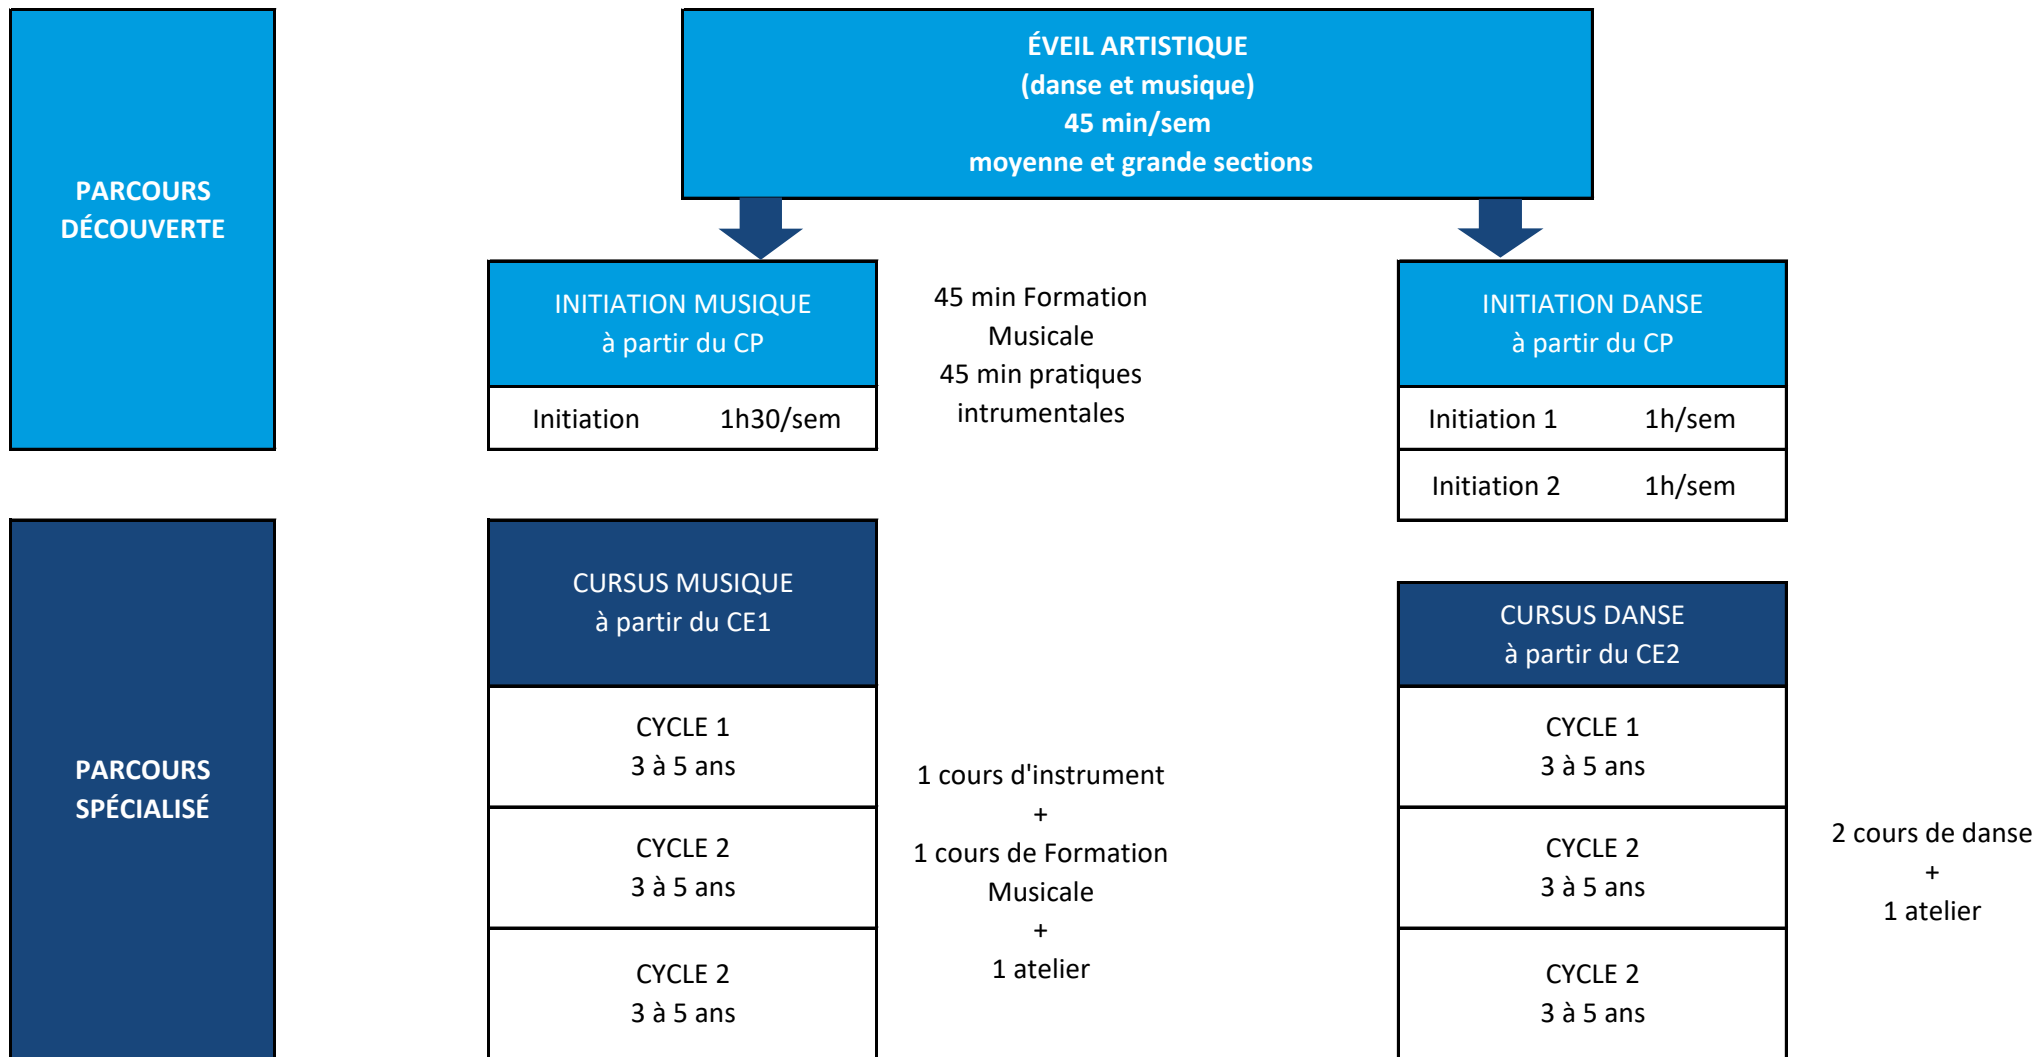 PARCOURS
DÉCOUVERTE
ÉVEIL ARTISTIQUE
(danse et musique)
45 min/sem
moyenne et grande sections
INITIATION MUSIQUE
à partir du CP
Initiation 1h30/sem
45 min Formation
Musicale
45 min pratiques
intrumentales
INITIATION DANSE
à partir du CP
Initiation 1 1h/sem
Initiation 2 1h/sem
PARCOURS
SPÉCIALISÉ
CURSUS MUSIQUE
à partir du CE1
CYCLE 1
3 à 5 ans
CYCLE 2
3 à 5 ans
CYCLE 2
3 à 5 ans
1 cours d'instrument
+
1 cours de Formation
Musicale
+
1 atelier
CURSUS DANSE
à partir du CE2
CYCLE 1
3 à 5 ans
CYCLE 2
3 à 5 ans
CYCLE 2
3 à 5 ans
2 cours de danse
+
1 atelier